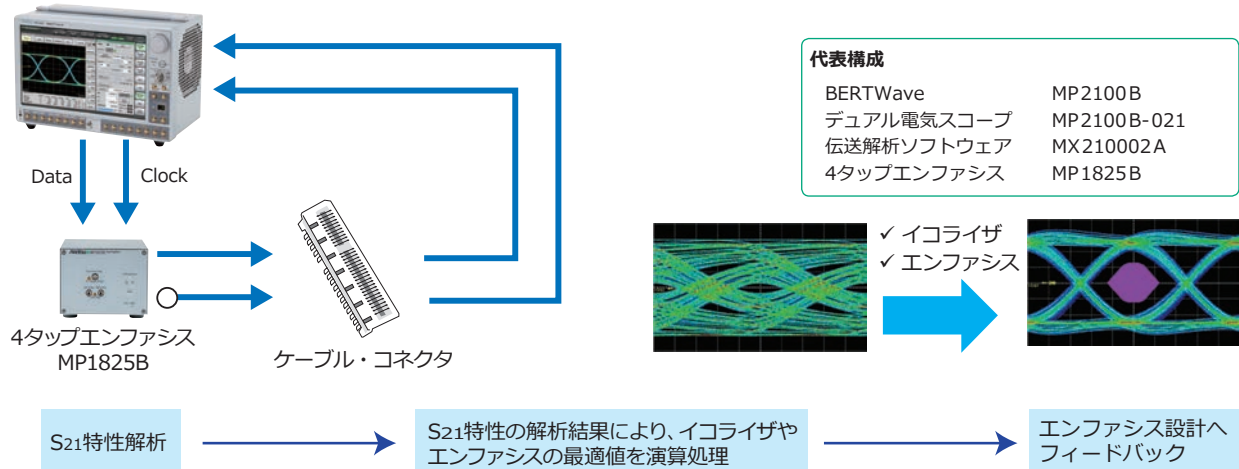 代表構成
BERTWave MP2100B
デュアル電気スコープ MP2100B-021
伝送解析ソフトウェア MX210002A
4タップエンファシス MP1825B
Data
Clock
4タップエンファシス
MP1825B
ケーブル・コネクタ
✓ イコライザ
✓ エンファシス
S21特性解析
S21特性の解析結果により、イコライザや
エンファシスの最適値を演算処理
エンファシス設計へ
フィードバック